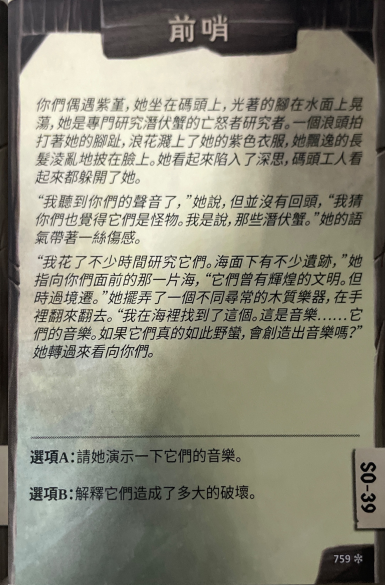 前哨
你們偶遇紫堇，她坐在碼頭上，光著的腳在水面上晃
蕩，她是專門研究潛伏蟹的亡怒者研究者。一個浪頭拍
打著她的腳趾，浪花濺上了她的紫色衣服，她飄逸的長
髮淩亂地披在臉上。她看起來陷入了深思，碼頭工人看
起來都躲開了她。
“我聽到你們的聲音了，”她說，但並沒有回頭，“我猜
你們也覺得它們是怪物。我是說，那些潛伏蟹。”她的語
氣帶著一絲傷感。
“我花了不少時間研究它們。海面下有不少遺跡，”她
指向你們面前的那一片海，“它們曾有輝煌的文明。但
時過境遷。”她擺弄了一個不同尋常的木質樂器，在手
裡翻來翻去。“我在海裡找到了這個。這是音樂……它
們的音樂。如果它們真的如此野蠻，會創造出音樂嗎？”
她轉過來看向你們。
選項A：請她演示一下它們的音樂。
選項B：解釋它們造成了多大的破壞。
SO-39
759